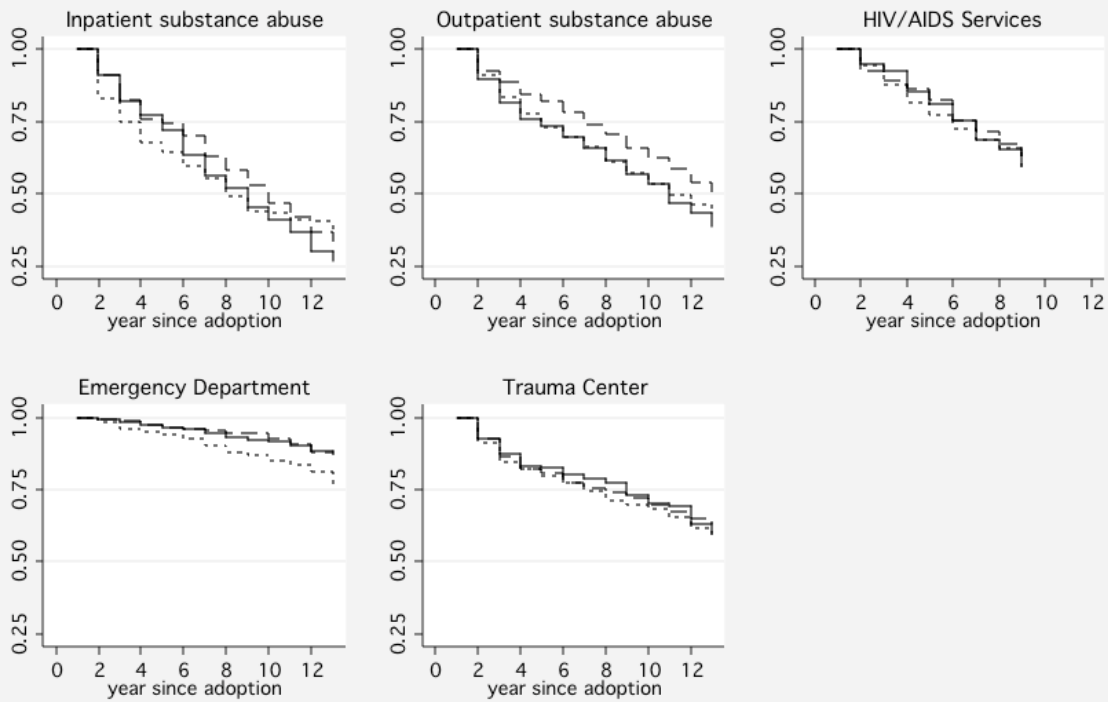 Inpatient substance abuse
1.00
0.75
0.50
0.25
0 2 4 6 8 10 12
year since adoption
Outpatient substance abuse
1.00
0.75
0.50
0.25
0 2 4 6 8 10 12
year since adoption
HIV/AIDS Services
1.00
0.75
0.50
0.25
0 2 4 6 8 10 12
year since adoption
Emergency Department
1.00
0.75
0.50
0.25
0 2 4 6 8 10 12
year since adoption
Trauma Center
1.00
0.75
0.50
0.25
0 2 4 6 8 10 12
year since adoption